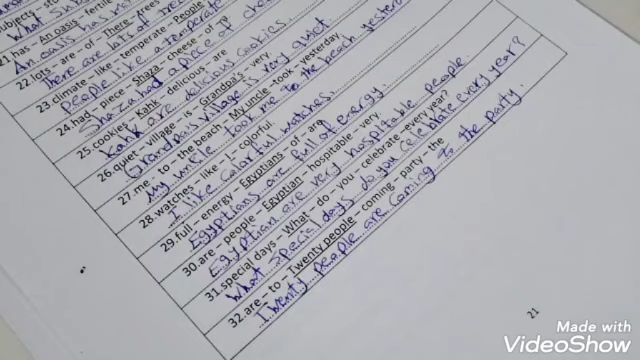 subjects
What sub
21 has – An oasis – fertile
An oasis has
22.lots – are – of – There – trees
There are lots of trees
23.climate – like – temperate – People
People like a temperate
24.had – piece – Shaza – cheese – of
Shaza had a piece of cheese
25.cookies – Kahk – delicious – are
Kahk are delicious cookies.
26.quiet – village – is – Grandpa's – very.
Grandpa's village is very quiet.
27.me – to – the beach – My uncle – took – yesterday.
My uncle took me to the beach yesterday
28.watches – like – I – colorful.
I like colorful watches.
29.full – energy – Egyptians – of – are
Egyptians are full of energy.
30.are – people – Egyptian – hospitable – very
Egyptian are very hospitable people
31.special days – What – do – you – celebrate – every year?
What special days do you celebrate every year?
32.are – to – Twenty people – coming – party – the
Twenty people are coming to the party.
21
Made with
VideoShow